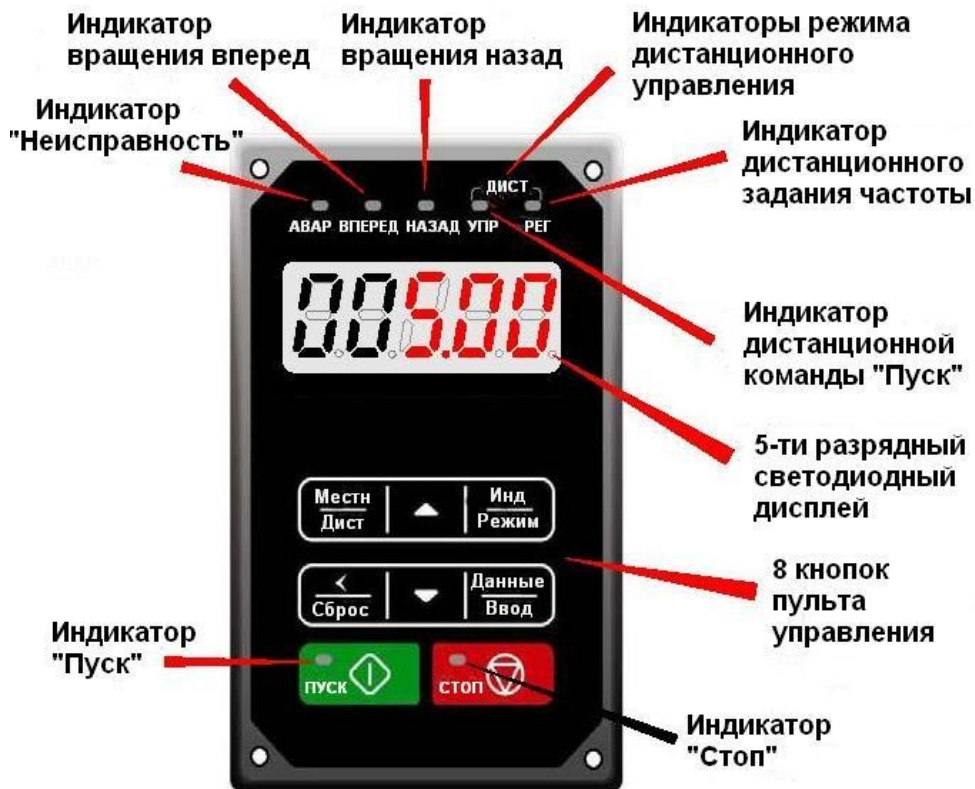 Индикатор
вращения вперед
Индикатор
вращения назад
Индикаторы режима
дистанционного
управления
Индикатор
"Неисправность"
Индикатор
дистанционного
задания частоты
ДИСТ
АВАР ВПЕРЕД НАЗАД УПР РЕГ
005.00
Индикатор
дистанционной
команды "Пуск"
5-ти разрядный
светодиодный
дисплей
Местн
Дист
Инд
Режим
8 кнопок
пульта
управления
<
Сброс
Данные
Ввод
Индикатор
"Пуск"
ПУСК
СТОП
Индикатор
"Стоп"